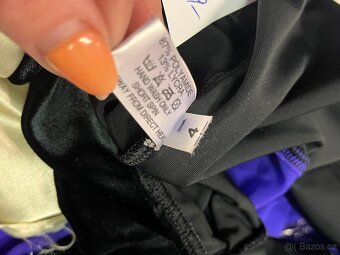 87% POLYAMIDE
13% LYCRA
HAND WASH ONLY
SHORT SPIN
AWAY FROM DIRECT HEAT
4
bazos.cz